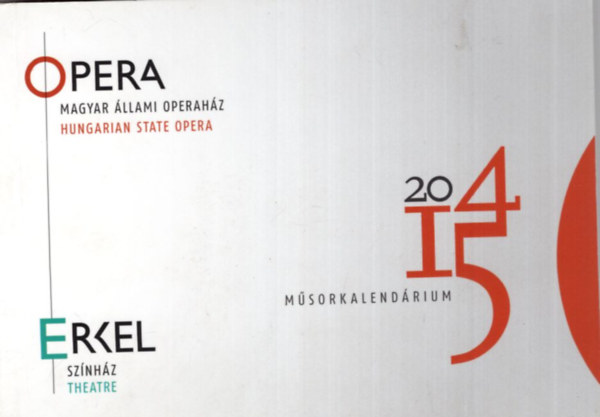 OPERA
MAGYAR ÁLLAMI OPERAHÁZ
HUNGARIAN STATE OPERA
2014
15
MŰSORKALENDÁRIUM
ERKEL
SZÍNHÁZ
THEATRE